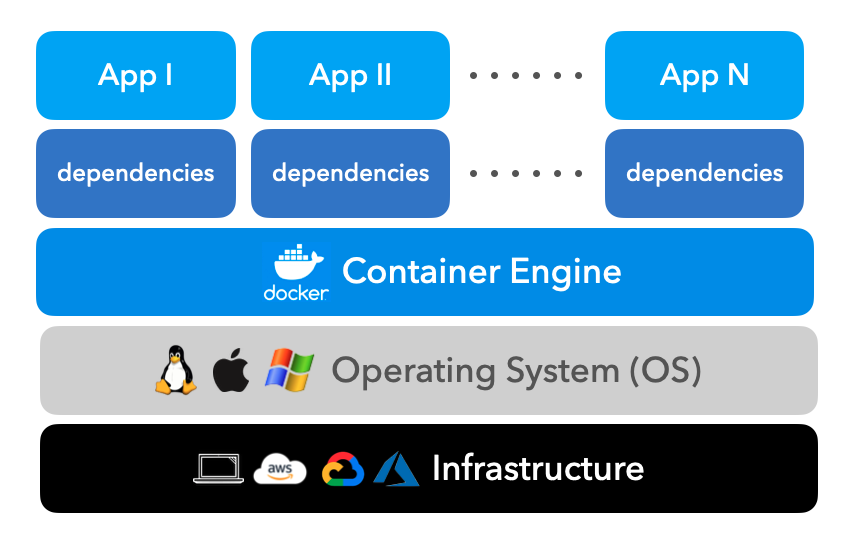 App I
App II
App N
dependencies
dependencies
dependencies
docker
Container Engine
Operating System (OS)
aws
Infrastructure